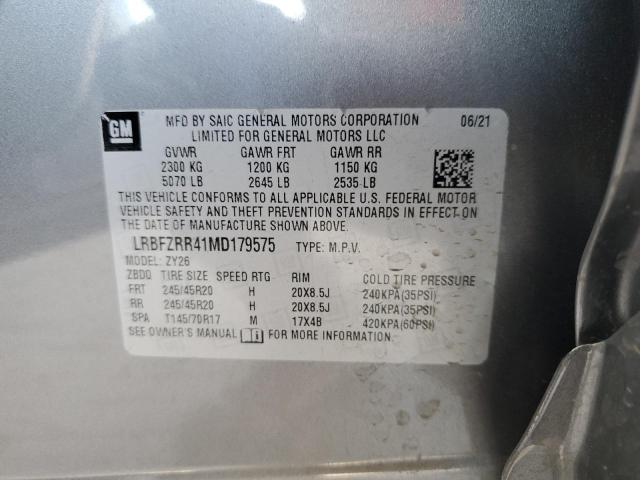 GM
MFD BY SAIC GENERAL MOTORS CORPORATION 06/21
LIMITED FOR GENERAL MOTORS LLC
GVWR GAWR FRT GAWR RR
2300 KG 1200 KG 1150 KG
5070 LB 2645 LB 2535 LB
THIS VEHICLE CONFORMS TO ALL APPLICABLE U.S. FEDERAL MOTOR
VEHICLE SAFETY AND THEFT PREVENTION STANDARDS IN EFFECT ON
THE DATE OF MANUFACTURE SHOWN ABOVE.
LRBFZRR41MD179575 TYPE: M.P.V.
MODEL: ZY26
ZBDQ TIRE SIZE SPEED RTG RIM COLD TIRE PRESSURE
FRT 245/45R20 H 20X8.5J 240KPA(35PSI)
RR 245/45R20 H 20X8.5J 240KPA(35PSI)
SPA T145/70R17 M 17X4B 420KPA(60PSI)
SEE OWNER'S MANUAL FOR MORE INFORMATION.